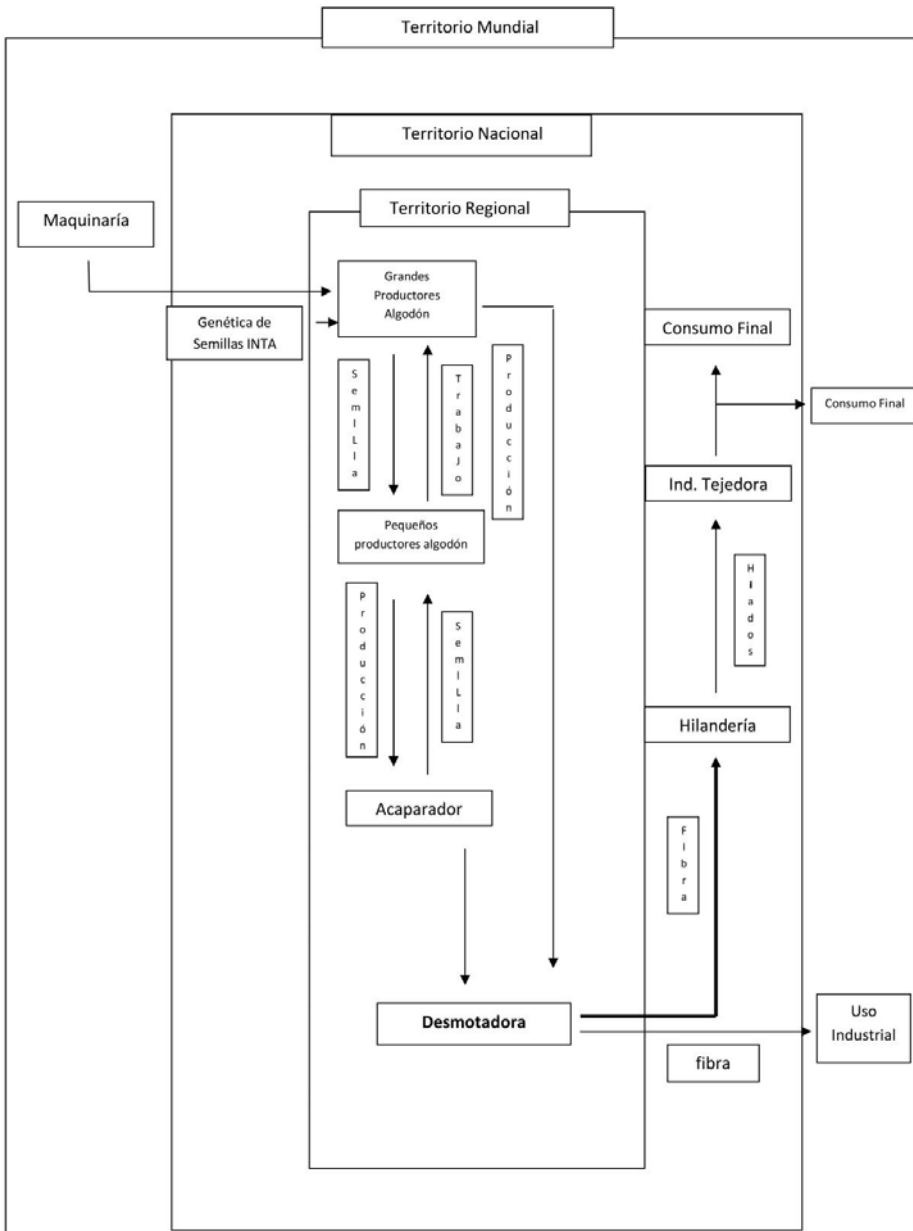 Territorio Mundial
Territorio Nacional
Territorio Regional
Maquinaría
Grandes
Productores
Algodón
Genética de
Semillas INTA
Consumo Final
Consumo Final
SemILla
TrabaJo
Producción
Ind. Tejedora
Pequeños
productores algodón
HIados
Producción
SemILla
Hilandería
Acaparador
FIbra
Desmotadora
Uso
Industrial
fibra